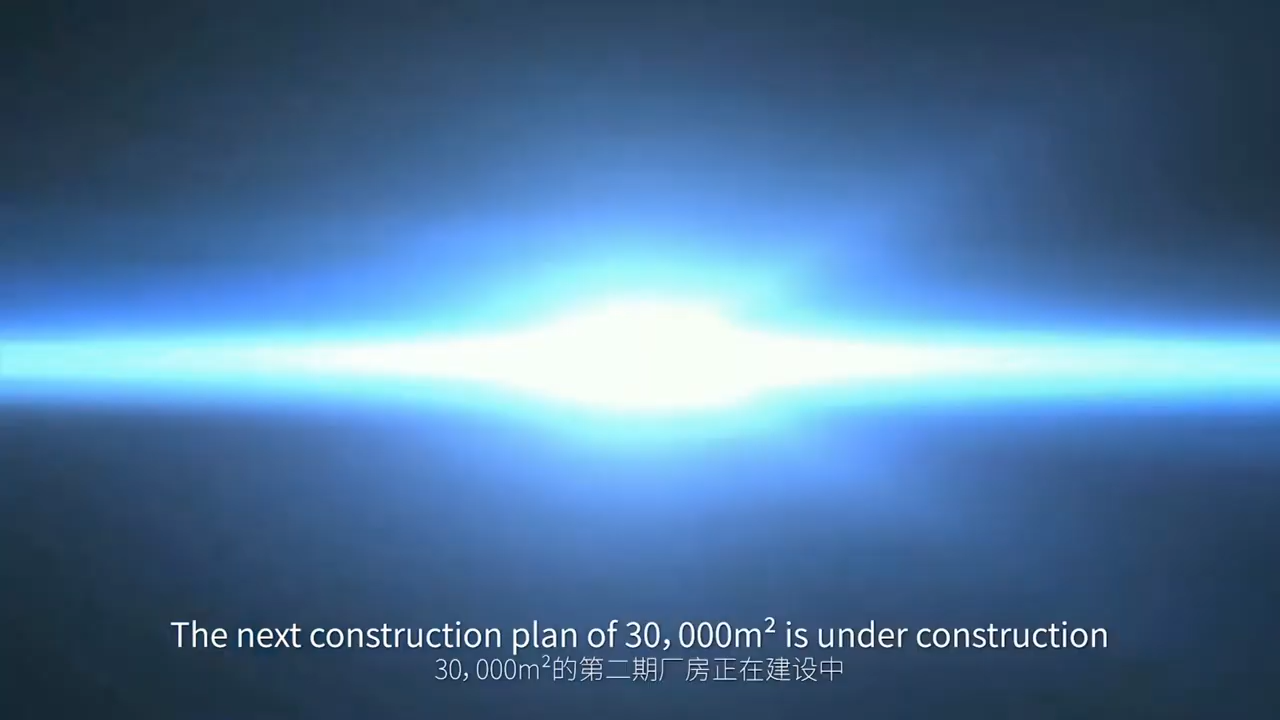 The next construction plan of 30，000m² is under construction
30，000m²的第二期厂房正在建设中